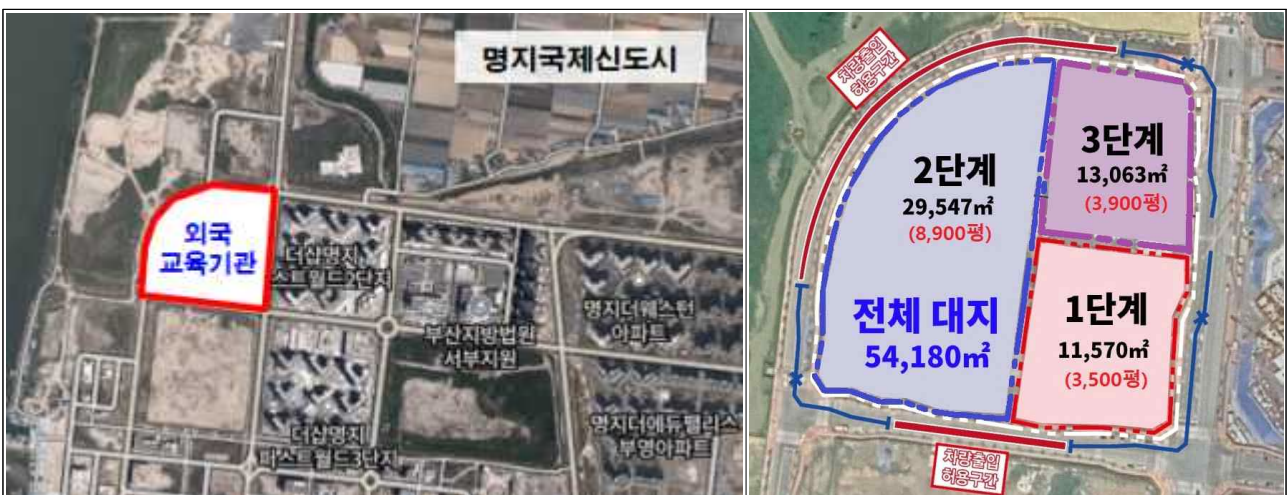 명지국제신도시
외국
교육기관
더샵명지
스트월드2단지
부산지방법원
서부지원
명지더웨스턴
아파트
더샵명지
퍼스트월드3단지
명지더에듀팰리스
부영아파트
차량출입
허용구간
2단계
29,547㎡
(8,900평)
3단계
13,063㎡
(3,900평)
전체 대지
54,180㎡
1단계
11,570㎡
(3,500평)
차량출입
허용구간